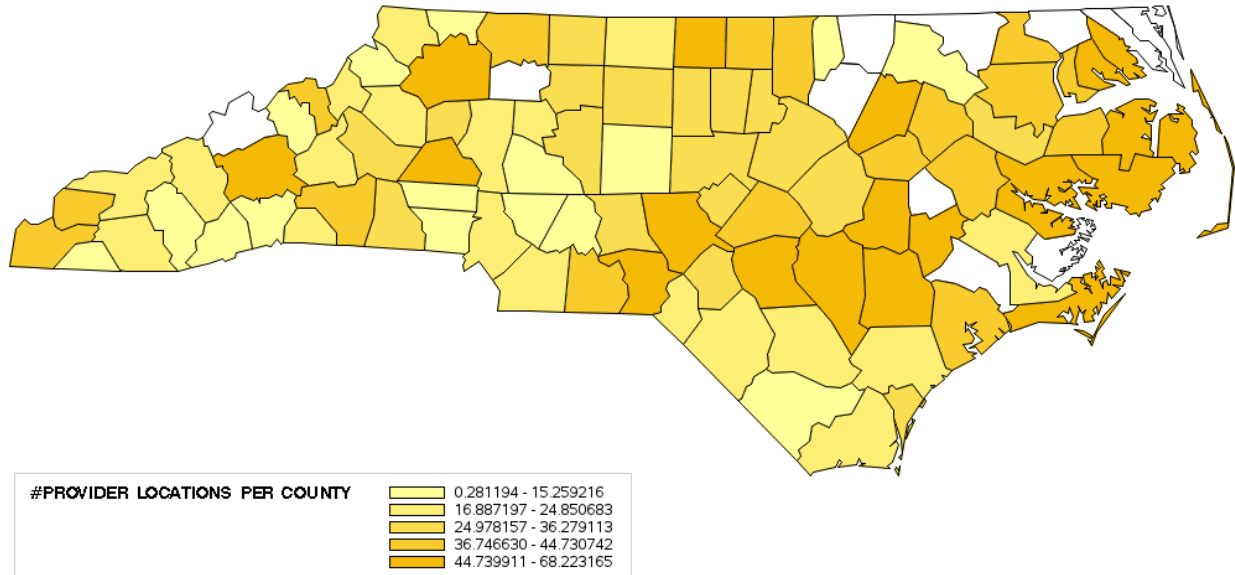 #PROVIDER LOCATIONS PER COUNTY
0.281194 - 15.259216
16.887197 - 24.850683
24.978157 - 36.279113
36.746630 - 44.730742
44.739911 - 68.223165